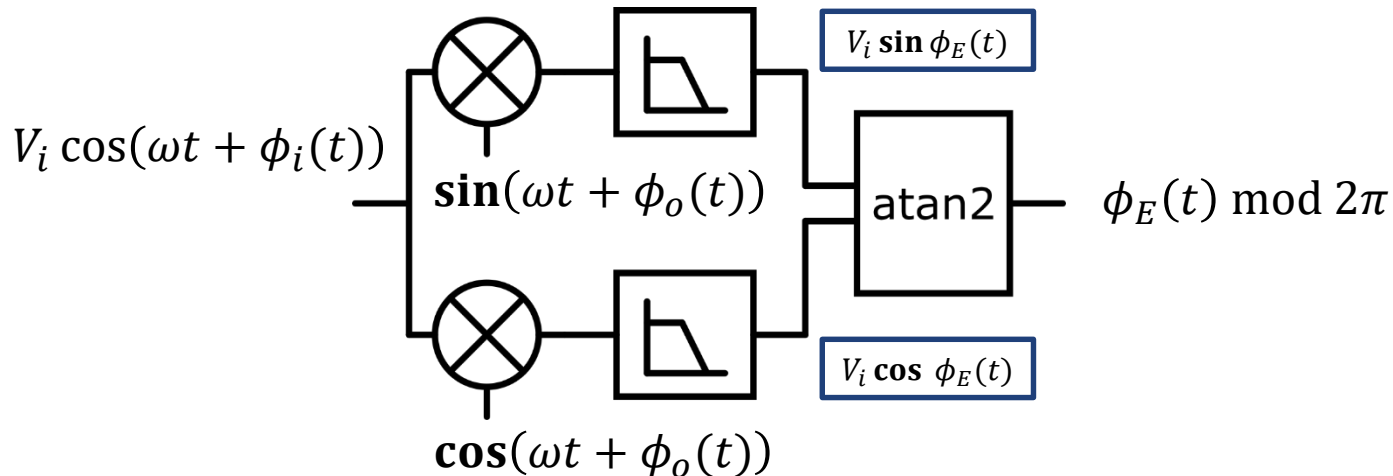 V_i sin ϕ_E(t)
V_i cos(ωt + ϕ_i(t))
sin(ωt + ϕ_o(t))
atan2
ϕ_E(t) mod 2π
V_i cos ϕ_E(t)
cos(ωt + ϕ_o(t))